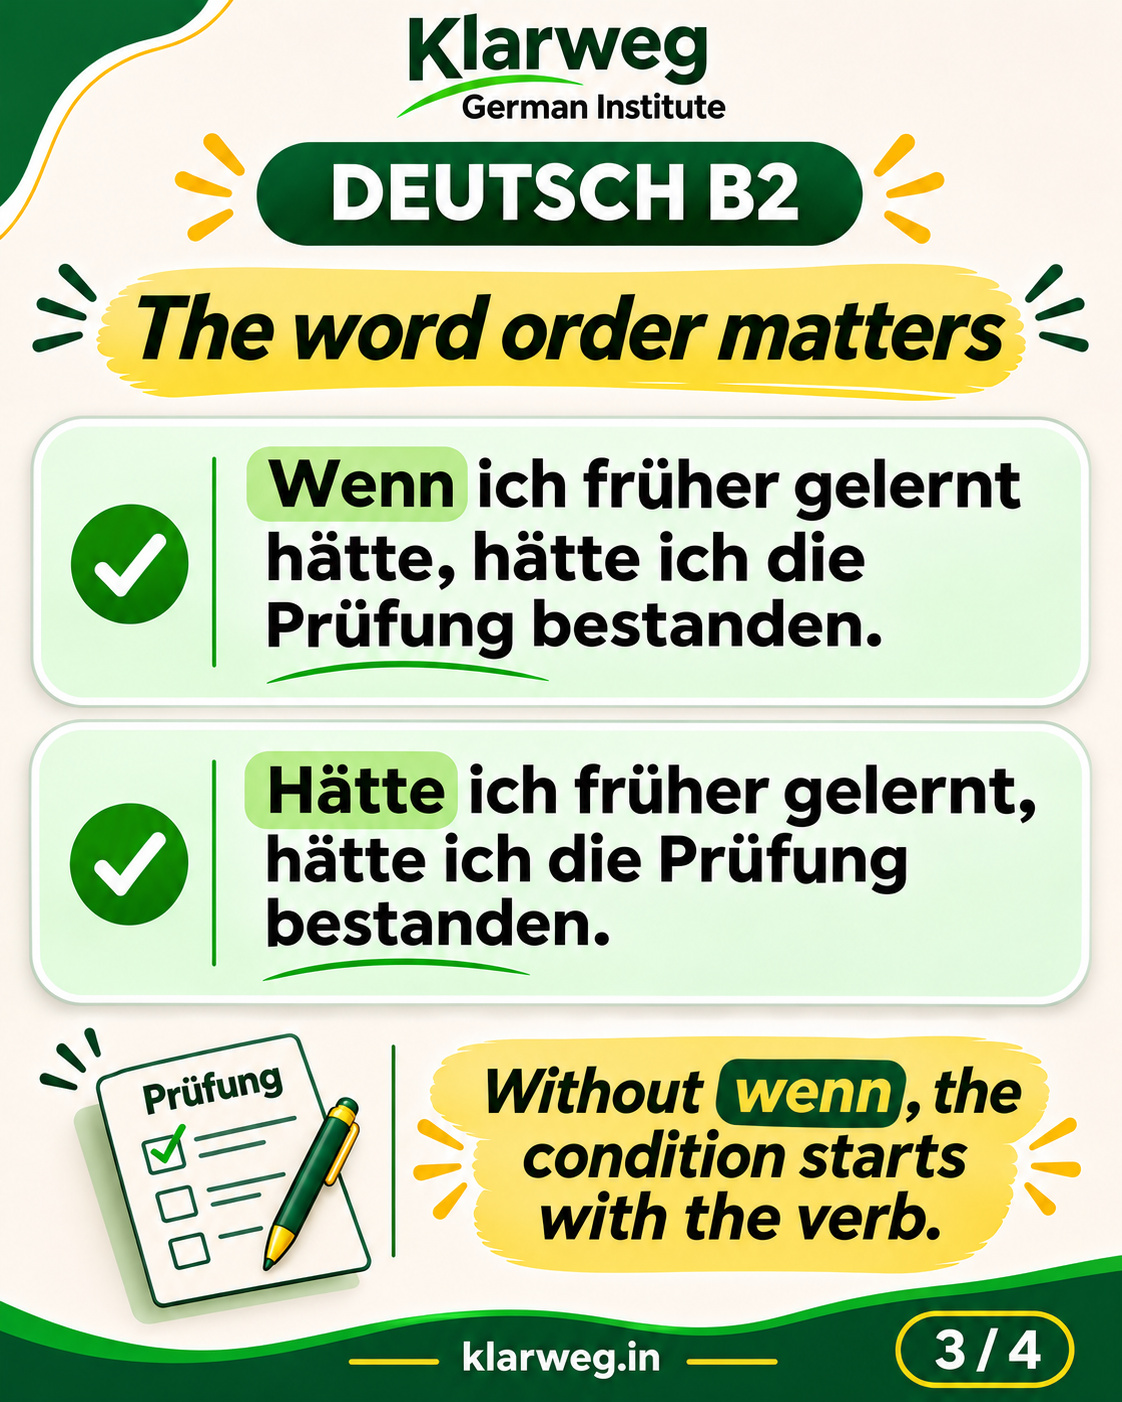 Klarweg
German Institute
DEUTSCH B2
The word order matters
Wenn ich früher gelernt
hätte, hätte ich die
Prüfung bestanden.
Hätte ich früher gelernt,
hätte ich die Prüfung
bestanden.
Prüfung
Without wenn, the
condition starts
with the verb.
klarweg.in
3 / 4